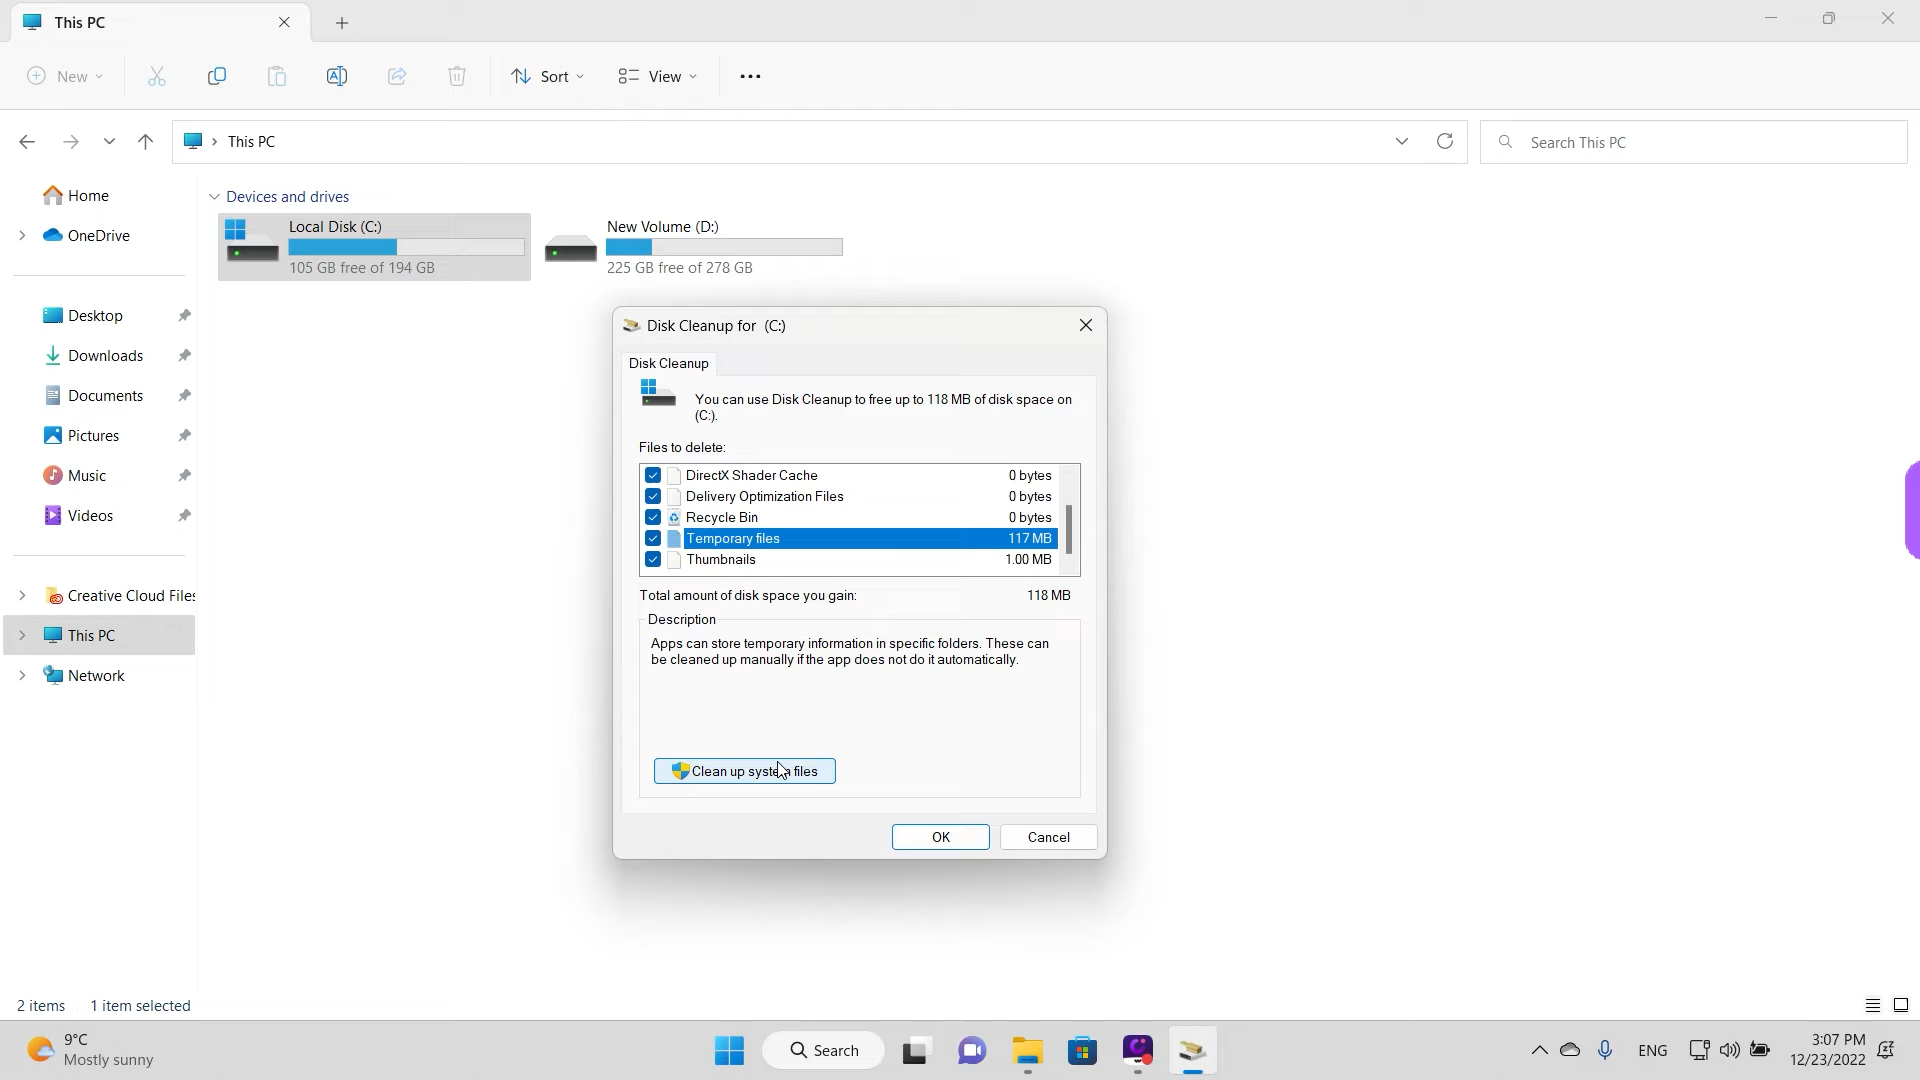 This PC
New
Sort
View
This PC
Search This PC
Home
OneDrive
Desktop
Downloads
Documents
Pictures
Music
Videos
Creative Cloud Files
This PC
Network
Devices and drives
Local Disk (C:)
105 GB free of 194 GB
New Volume (D:)
225 GB free of 278 GB
Disk Cleanup for (C:)
Disk Cleanup
You can use Disk Cleanup to free up to 118 MB of disk space on
(C:).
Files to delete:
DirectX Shader Cache 0 bytes
Delivery Optimization Files 0 bytes
Recycle Bin 0 bytes
Temporary files 117 MB
Thumbnails 1.00 MB
Total amount of disk space you gain: 118 MB
Description
Apps can store temporary information in specific folders. These can
be cleaned up manually if the app does not do it automatically.
Clean up system files
OK
Cancel
2 items 1 item selected
9°C
Mostly sunny
Search
ENG
3:07 PM
12/23/2022